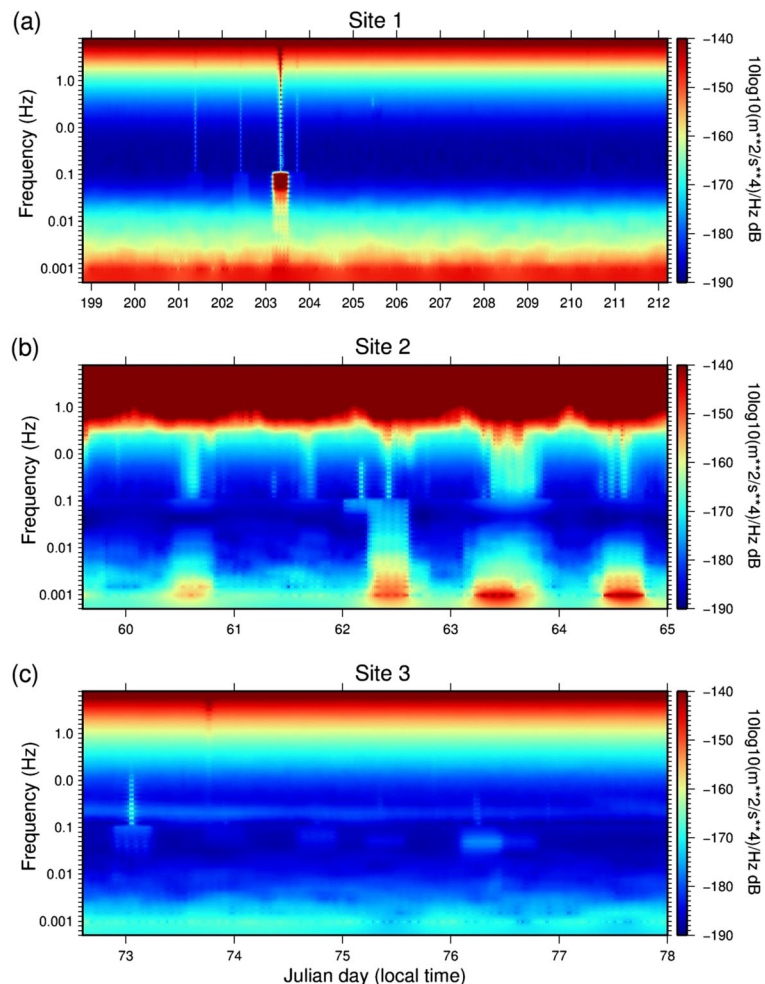 (a) Site 1
Frequency (Hz)
1.0
0.0
0.1
0.01
0.001
199 200 201 202 203 204 205 206 207 208 209 210 211 212
−140
−150
−160
−170
−180
−190
10log10(m**2/s**4)/Hz dB
(b) Site 2
Frequency (Hz)
1.0
0.0
0.1
0.01
0.001
60 61 62 63 64 65
−140
−150
−160
−170
−180
−190
10log10(m**2/s**4)/Hz dB
(c) Site 3
Frequency (Hz)
1.0
0.0
0.1
0.01
0.001
73 74 75 76 77 78
−140
−150
−160
−170
−180
−190
10log10(m**2/s**4)/Hz dB
Julian day (local time)